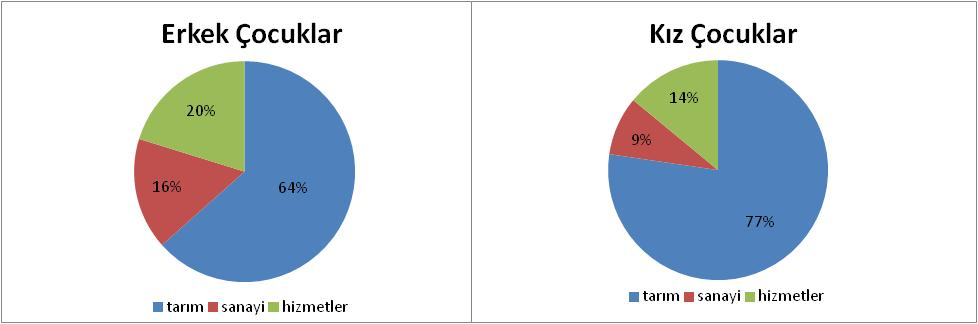 Erkek Çocuklar
20%
16%
64%
tarım sanayi hizmetler
Kız Çocuklar
14%
9%
77%
tarım sanayi hizmetler